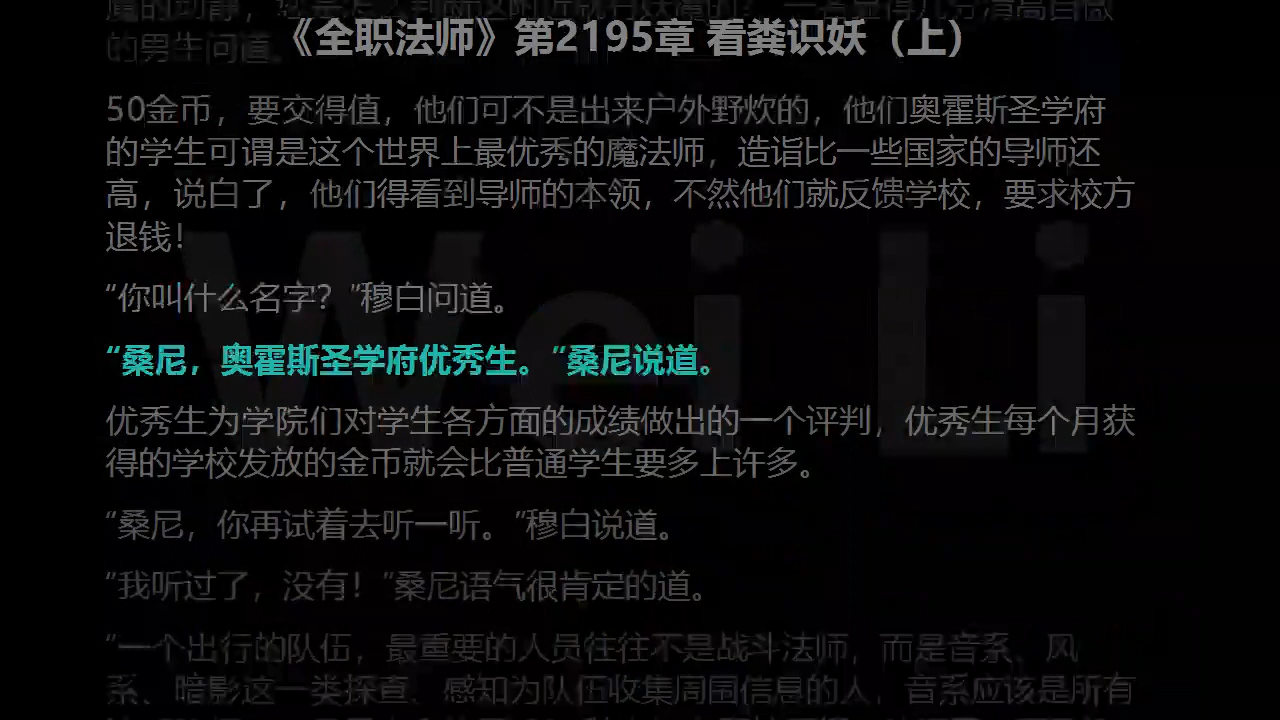 魔的动静，怎
《全职法师》第2195章 看粪识妖（上）
的男生问道。
50金币，要交得值，他们可不是出来户外野炊的，他们奥霍斯圣学府
的学生可谓是这个世界上最优秀的魔法师，造诣比一些国家的导师还
高，说白了，他们得看到导师的本领，不然他们就反馈学校，要求校方
退钱！
“你叫什么名字？”穆白问道。
“桑尼，奥霍斯圣学府优秀生。”桑尼说道。
优秀生为学院们对学生各方面的成绩做出的一个评判，优秀生每个月获
得的学校发放的金币就会比普通学生要多上许多。
“桑尼，你再试着去听一听。”穆白说道。
“我听过了，没有！”桑尼语气很肯定的道。
“一个出行的队伍，最重要的人员往往不是战斗法师，而是音系、风
系、暗影这一类探查、感知为队伍收集周围信息的人，音系应该是所有
Wei Li